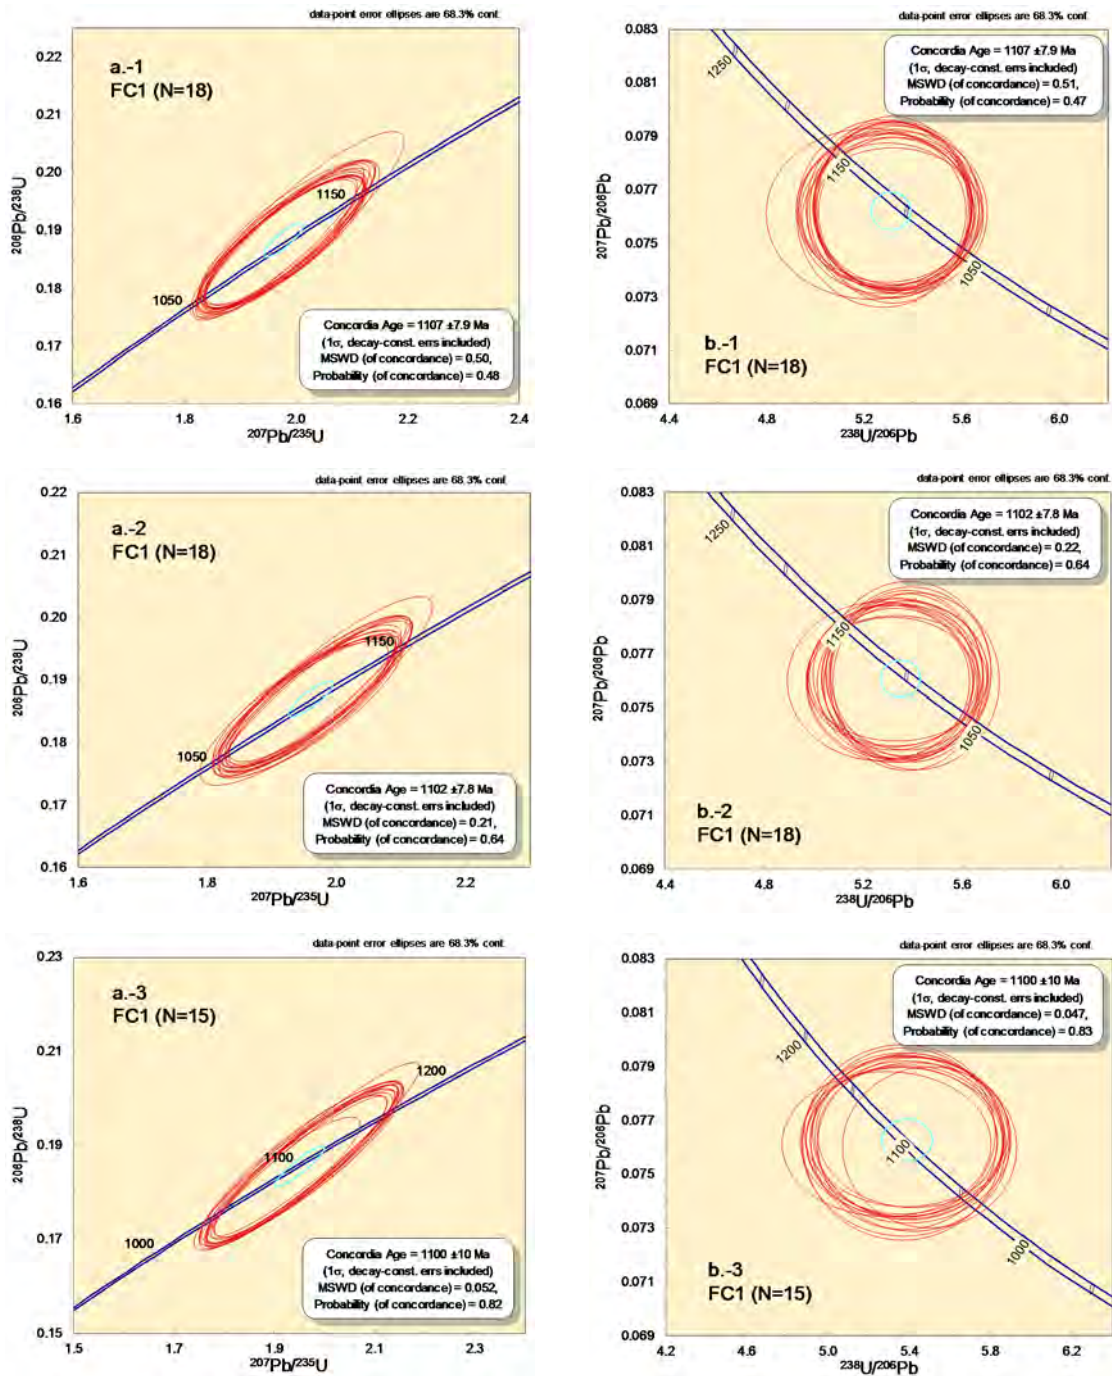 data-point error ellipses are 68.3% conf.
0.22
0.21
0.20
0.19
0.18
0.17
0.16
²⁰⁶Pb/²³⁸U
a.-1
FC1 (N=18)
1150
1050
Concordia Age = 1107 ±7.9 Ma
(1σ, decay-const. errs included)
MSWD (of concordance) = 0.50,
Probability (of concordance) = 0.48
1.6 1.8 2.0 2.2 2.4
²⁰⁷Pb/²³⁵U
data-point error ellipses are 68.3% conf.
0.083
0.081
0.079
0.077
0.075
0.073
0.071
0.069
²⁰⁷Pb/²⁰⁶Pb
Concordia Age = 1107 ±7.9 Ma
(1σ, decay-const. errs included)
MSWD (of concordance) = 0.51,
Probability (of concordance) = 0.47
1250
1150
1050
b.-1
FC1 (N=18)
4.4 4.8 5.2 5.6 6.0
²³⁸U/²⁰⁶Pb
data-point error ellipses are 68.3% conf.
0.22
0.21
0.20
0.19
0.18
0.17
0.16
²⁰⁶Pb/²³⁸U
a.-2
FC1 (N=18)
1150
1050
Concordia Age = 1102 ±7.8 Ma
(1σ, decay-const. errs included)
MSWD (of concordance) = 0.21,
Probability (of concordance) = 0.64
1.6 1.8 2.0 2.2
²⁰⁷Pb/²³⁵U
data-point error ellipses are 68.3% conf.
0.083
0.081
0.079
0.077
0.075
0.073
0.071
0.069
²⁰⁷Pb/²⁰⁶Pb
Concordia Age = 1102 ±7.8 Ma
(1σ, decay-const. errs included)
MSWD (of concordance) = 0.22,
Probability (of concordance) = 0.64
1250
1150
1050
b.-2
FC1 (N=18)
4.4 4.8 5.2 5.6 6.0
²³⁸U/²⁰⁶Pb
data-point error ellipses are 68.3% conf.
0.23
0.21
0.19
0.17
0.15
²⁰⁶Pb/²³⁸U
a.-3
FC1 (N=15)
1200
1100
1000
Concordia Age = 1100 ±10 Ma
(1σ, decay-const. errs included)
MSWD (of concordance) = 0.052,
Probability (of concordance) = 0.82
1.5 1.7 1.9 2.1 2.3
²⁰⁷Pb/²³⁵U
data-point error ellipses are 68.3% conf.
0.083
0.081
0.079
0.077
0.075
0.073
0.071
0.069
²⁰⁷Pb/²⁰⁶Pb
Concordia Age = 1100 ±10 Ma
(1σ, decay-const. errs included)
MSWD (of concordance) = 0.047,
Probability (of concordance) = 0.83
1200
1100
1000
b.-3
FC1 (N=15)
4.2 4.6 5.0 5.4 5.8 6.2
²³⁸U/²⁰⁶Pb